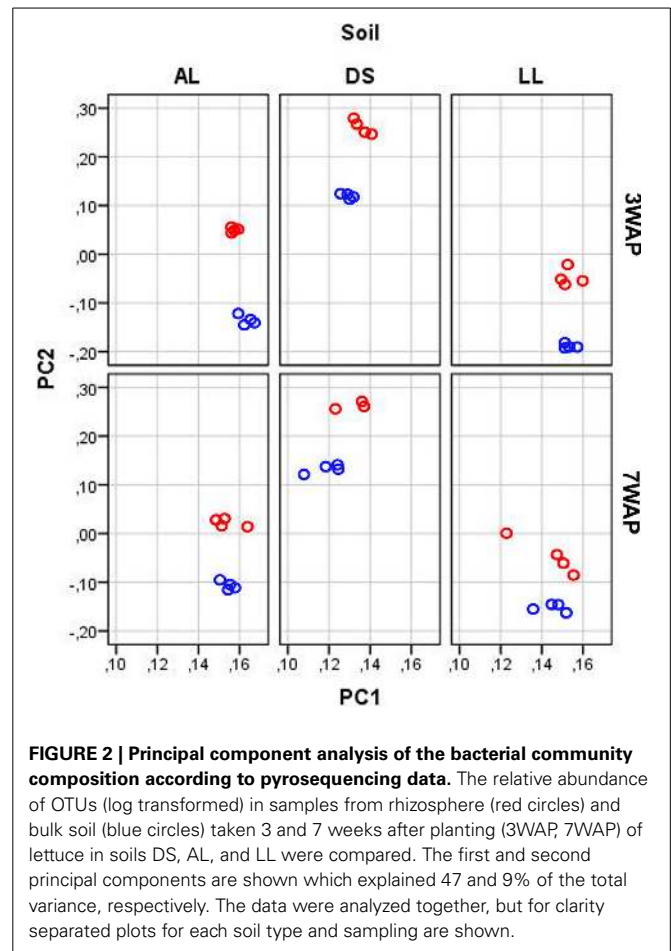 Soil
AL DS LL
,30
,20
,10
,00
-,10
-,20
3WAP
PC2
,30
,20
,10
,00
-,10
-,20
7WAP
,10 ,12 ,14 ,16 ,10 ,12 ,14 ,16 ,10 ,12 ,14 ,16
PC1
FIGURE 2 | Principal component analysis of the bacterial community
composition according to pyrosequencing data. The relative abundance
of OTUs (log transformed) in samples from rhizosphere (red circles) and
bulk soil (blue circles) taken 3 and 7 weeks after planting (3WAP, 7WAP) of
lettuce in soils DS, AL, and LL were compared. The first and second
principal components are shown which explained 47 and 9% of the total
variance, respectively. The data were analyzed together, but for clarity
separated plots for each soil type and sampling are shown.